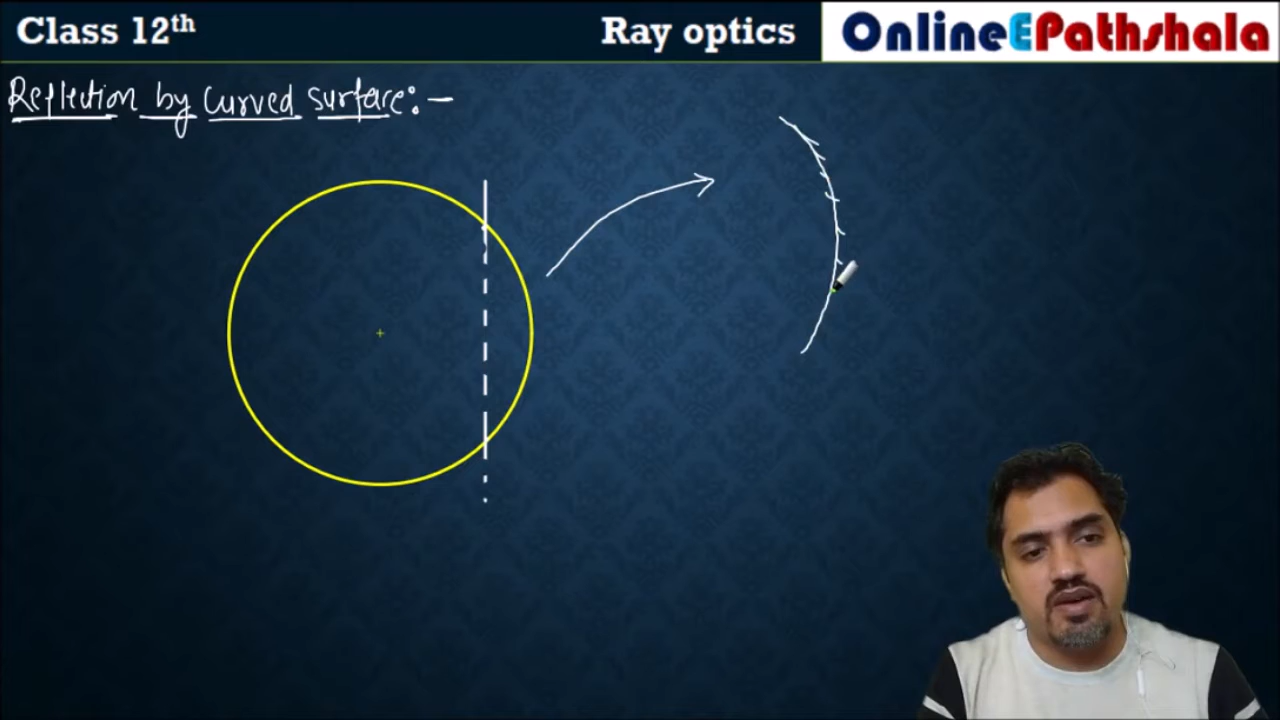 Class 12th
Ray optics
OnlineEPathshala
Reflection by Curved surface:-